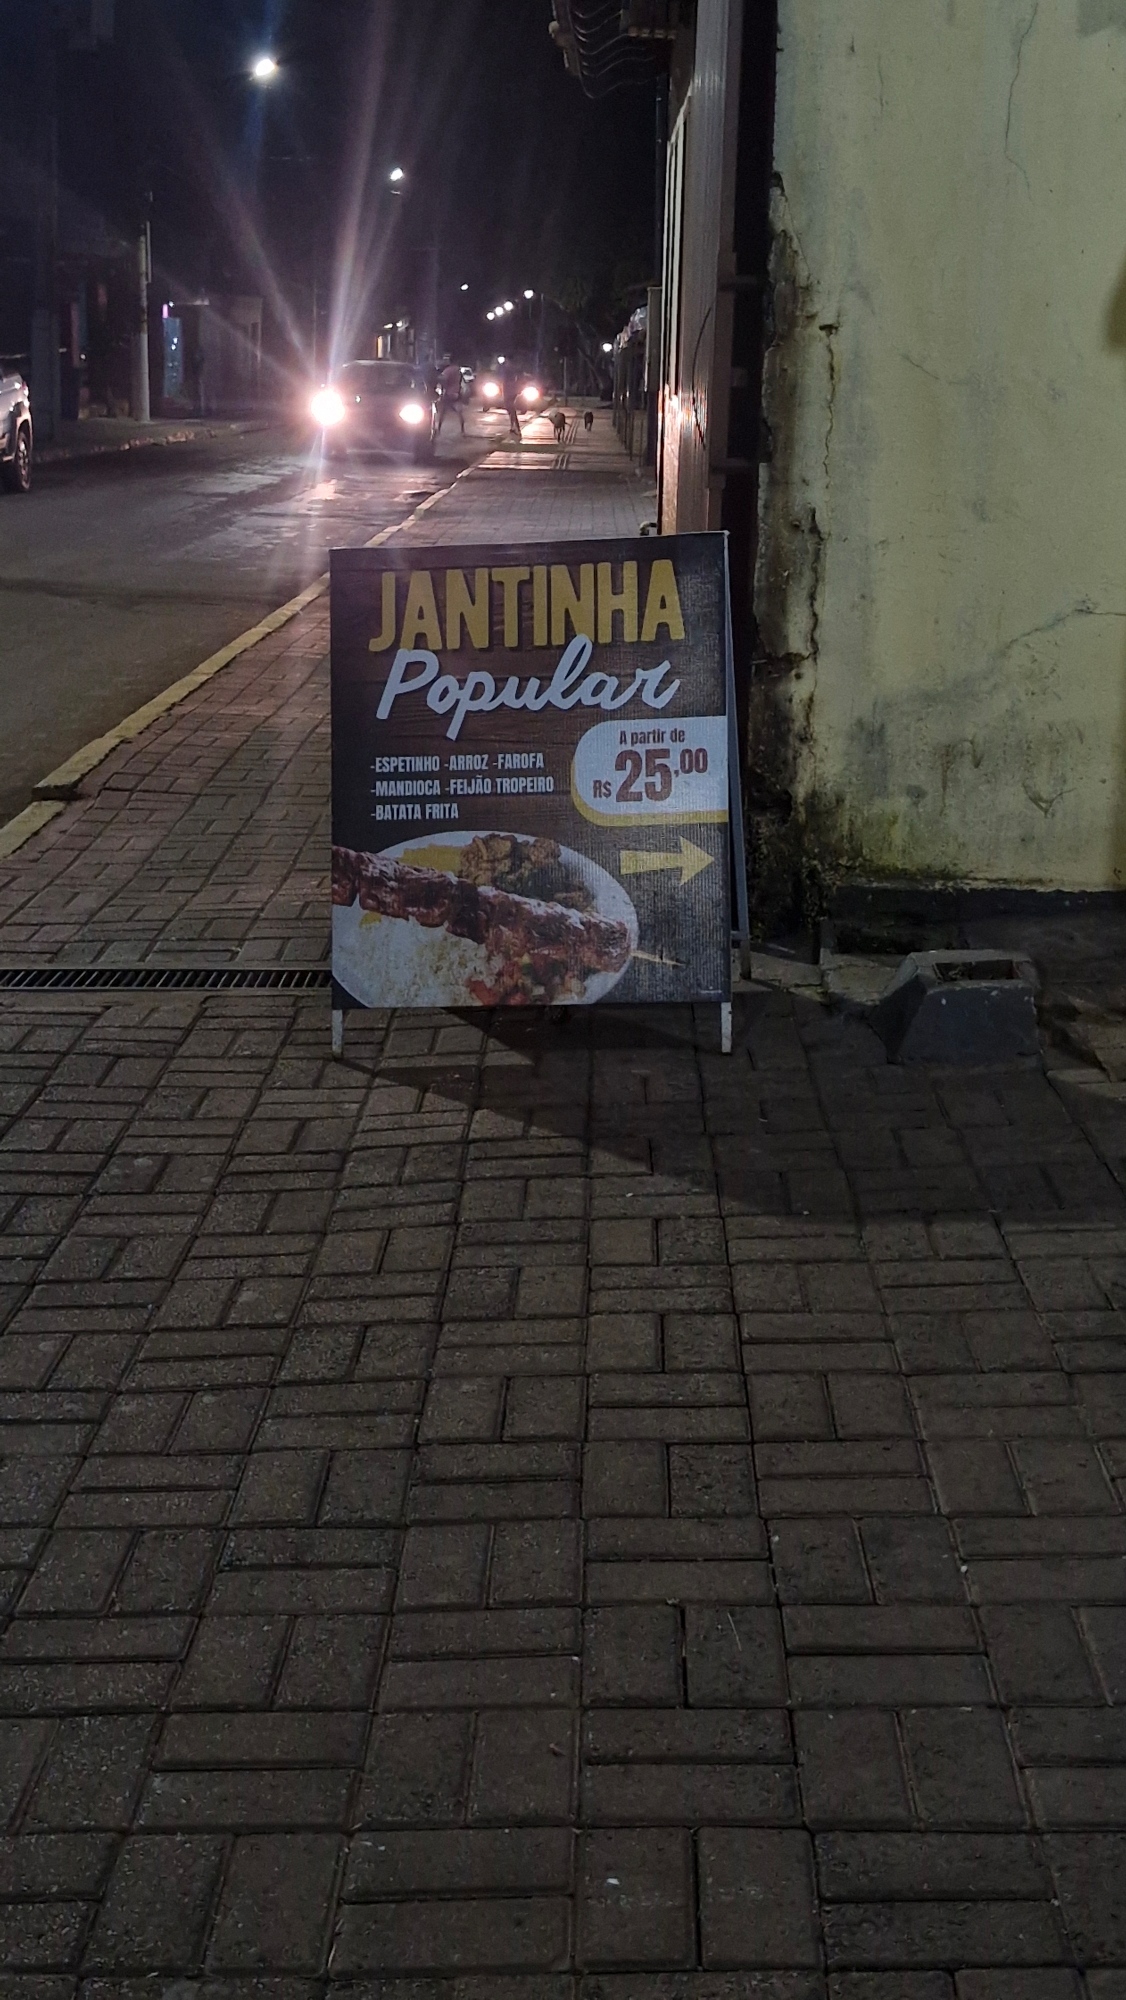 JANTINHA
Popular
A partir de
R$ 25,00
-ESPETINHO -ARROZ -FAROFA
-MANDIOCA -FEIJÃO TROPEIRO
-BATATA FRITA